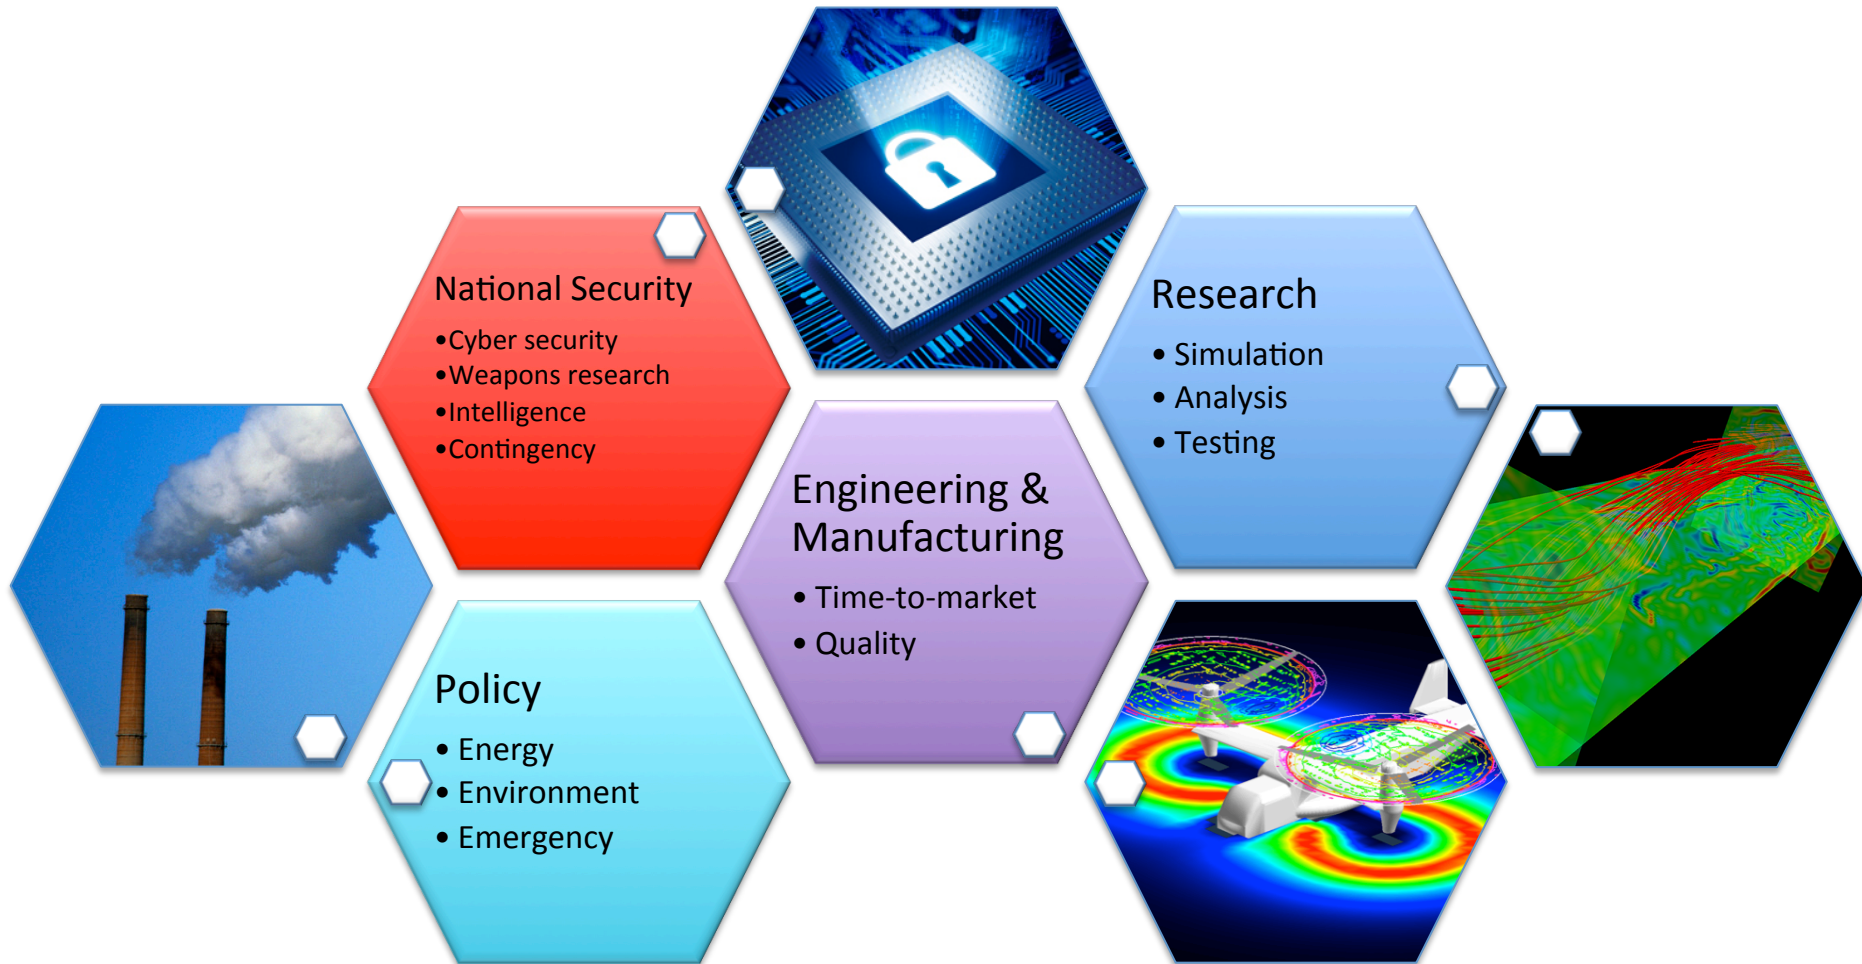 National Security
•Cyber security
•Weapons research
•Intelligence
•Contingency
Research
• Simulation
• Analysis
• Testing
Engineering &
Manufacturing
• Time-to-market
• Quality
Policy
• Energy
• Environment
• Emergency